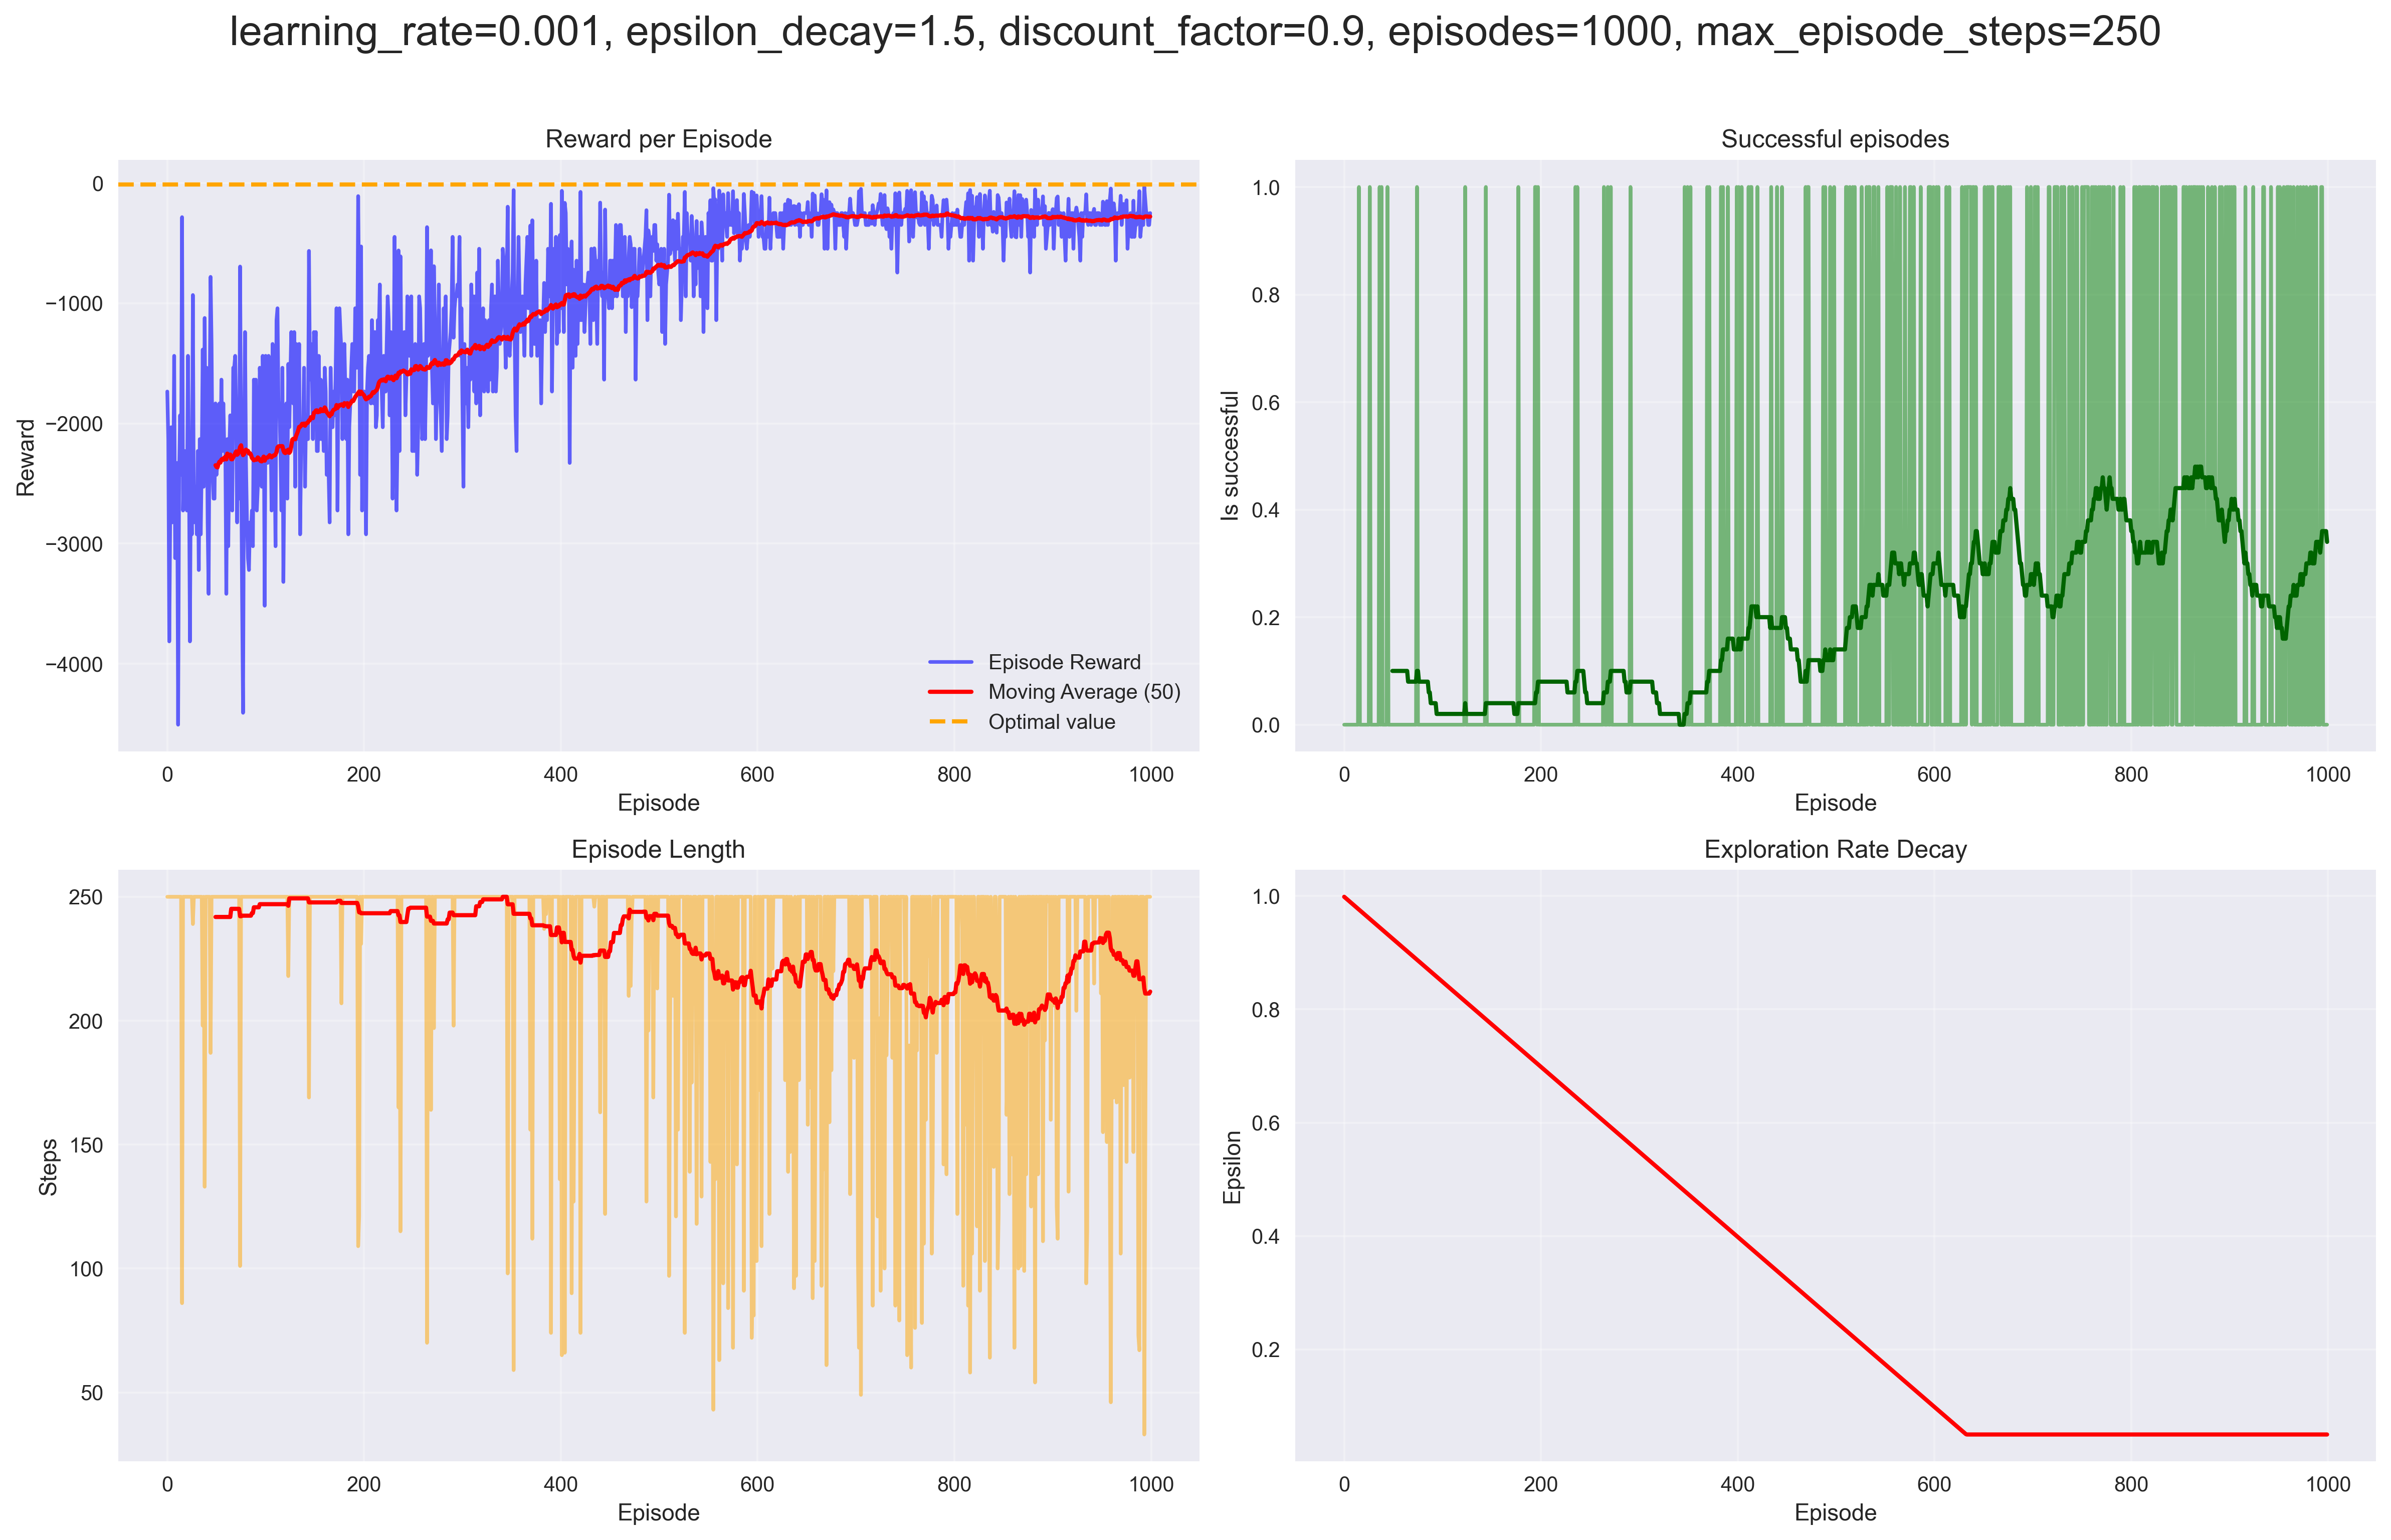 learning_rate=0.001, epsilon_decay=1.5, discount_factor=0.9, episodes=1000, max_episode_steps=250
Reward per Episode
0
−1000
−2000
−3000
−4000
Reward
Episode Reward
Moving Average (50)
Optimal value
0 200 400 600 800 1000
Episode
Successful episodes
1.0
0.8
0.6
0.4
0.2
0.0
Is successful
0 200 400 600 800 1000
Episode
Episode Length
250
200
150
100
50
Steps
0 200 400 600 800 1000
Episode
Exploration Rate Decay
1.0
0.8
0.6
0.4
0.2
Epsilon
0 200 400 600 800 1000
Episode